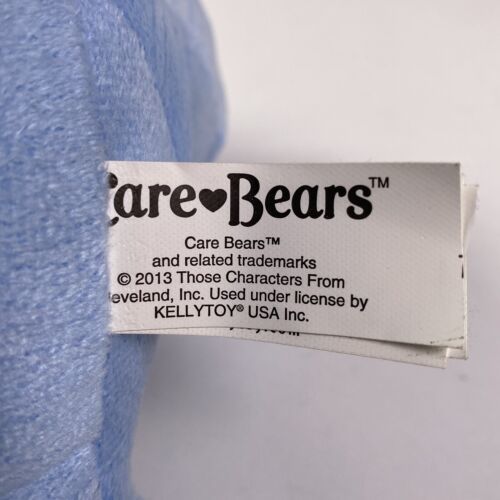 Care♥Bears™
Care Bears™
and related trademarks
© 2013 Those Characters From
Cleveland, Inc. Used under license by
KELLYTOY® USA Inc.